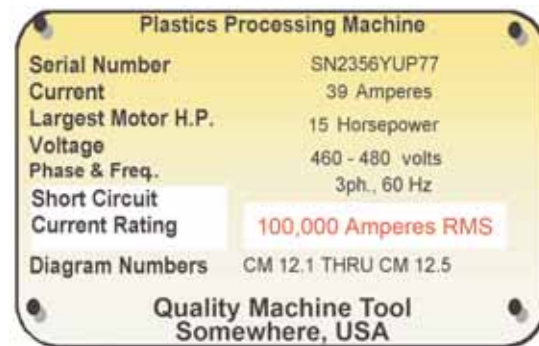 Plastics Processing Machine
Serial Number SN2356YUP77
Current 39 Amperes
Largest Motor H.P. 15 Horsepower
Voltage 460 - 480 volts
Phase & Freq.. 3ph., 60 Hz
Short Circuit
Current Rating 100,000 Amperes RMS
Diagram Numbers CM 12.1 THRU CM 12.5
Quality Machine Tool
Somewhere, USA